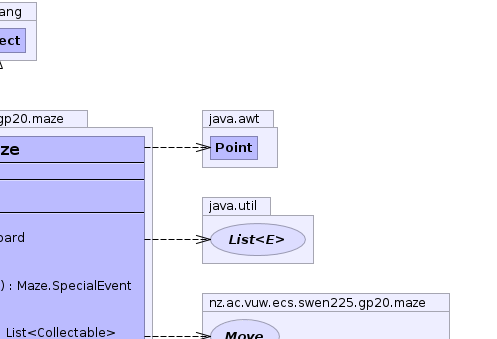 ang
ect
gp20.maze
java.awt
ze
Point
java.util
oard
List<E>
) : Maze.SpecialEvent
nz.ac.vuw.ecs.swen225.gp20.maze
List<Collectable>
Move